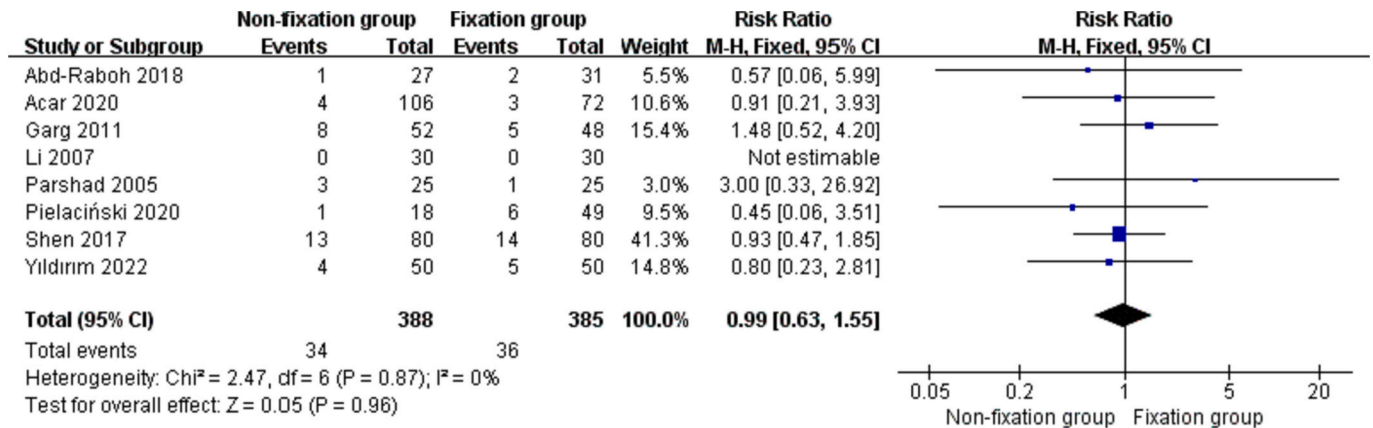 Non-fixation group Fixation group Risk Ratio Risk Ratio
Study or Subgroup Events Total Events Total Weight M-H, Fixed, 95% CI M-H, Fixed, 95% CI
Abd-Raboh 2018 1 27 2 31 5.5% 0.57 [0.06, 5.99]
Acar 2020 4 106 3 72 10.6% 0.91 [0.21, 3.93]
Garg 2011 8 52 5 48 15.4% 1.48 [0.52, 4.20]
Li 2007 0 30 0 30 Not estimable
Parshad 2005 3 25 1 25 3.0% 3.00 [0.33, 26.92]
Pielaciński 2020 1 18 6 49 9.5% 0.45 [0.06, 3.51]
Shen 2017 13 80 14 80 41.3% 0.93 [0.47, 1.85]
Yıldırım 2022 4 50 5 50 14.8% 0.80 [0.23, 2.81]
Total (95% CI) 388 385 100.0% 0.99 [0.63, 1.55]
Total events 34 36
Heterogeneity: Chi² = 2.47, df = 6 (P = 0.87); I² = 0%
Test for overall effect: Z = 0.05 (P = 0.96)
0.05 0.2 1 5 20
Non-fixation group Fixation group